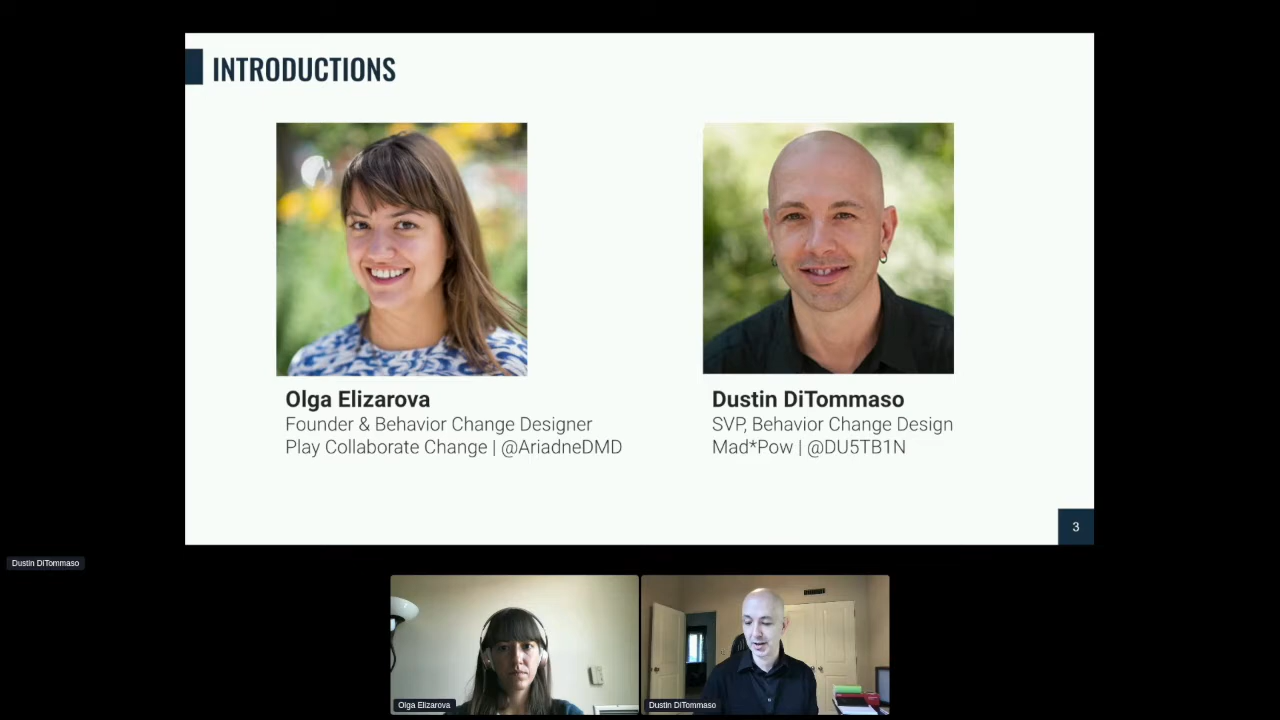 INTRODUCTIONS
Olga Elizarova
Founder & Behavior Change Designer
Play Collaborate Change | @AriadneDMD
Dustin DiTommaso
SVP, Behavior Change Design
Mad*Pow | @DU5TB1N
3
Dustin DiTommaso
Olga Elizarova
Dustin DiTommaso